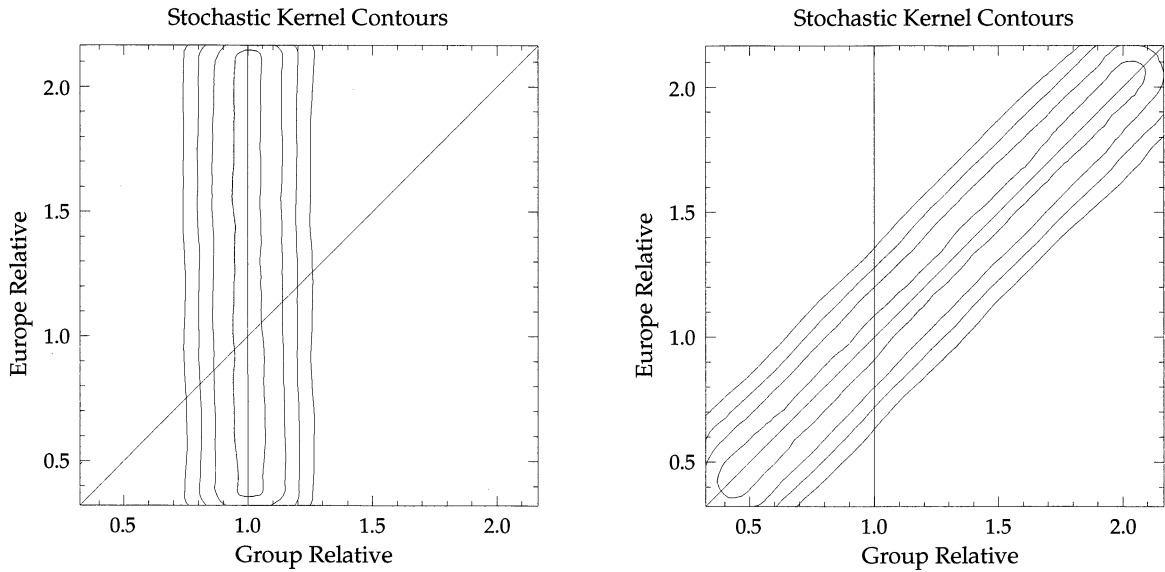 Stochastic Kernel Contours
Europe Relative
2.0
1.5
1.0
0.5
0.5 1.0 1.5 2.0
Group Relative
Stochastic Kernel Contours
Europe Relative
2.0
1.5
1.0
0.5
0.5 1.0 1.5 2.0
Group Relative